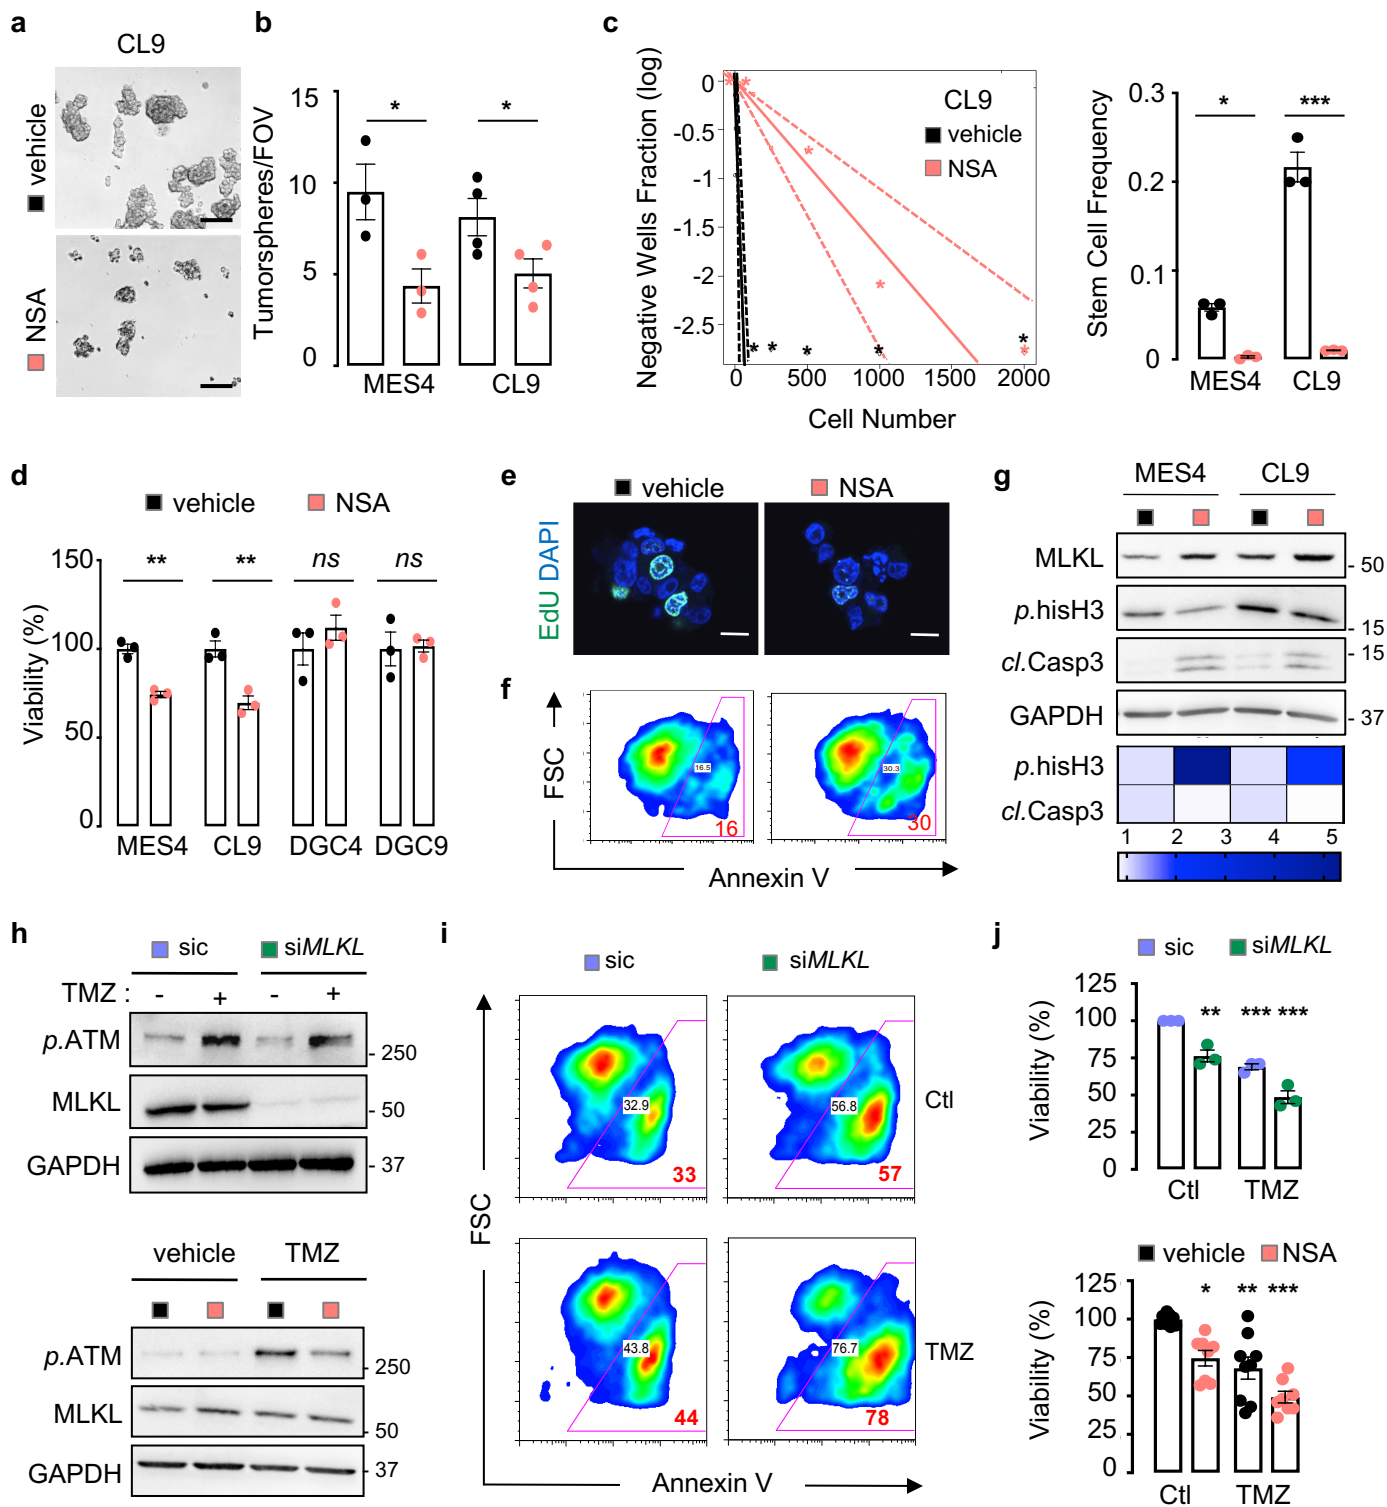 a
CL9
vehicle
NSA
b
Tumorspheres/FOV
15
10
5
0
* *
MES4 CL9
c
Negative Wells Fraction (log)
0
-0.5
-1
-1.5
-2
-2.5
CL9
vehicle
NSA
0 500 1000 1500 2000
Cell Number
Stem Cell Frequency
0.3
0.2
0.1
0
* ***
MES4 CL9
d
vehicle NSA
Viability (%)
150
100
50
0
** ** ns ns
MES4 CL9 DGC4 DGC9
e
vehicle NSA
EdU DAPI
f
FSC
16.5
16
30.3
30
Annexin V
g
MES4 CL9
MLKL - 50
p.hisH3 - 15
cl.Casp3 - 15
GAPDH - 37
p.hisH3
cl.Casp3
1 2 3 4 5
h
sic siMLKL
TMZ : - + - +
p.ATM - 250
MLKL - 50
GAPDH - 37
vehicle TMZ
p.ATM - 250
MLKL - 50
GAPDH - 37
i
sic siMLKL
FSC
32.9
33
56.8
57
Ctl
43.8
44
76.7
78
TMZ
Annexin V
j
sic siMLKL
Viability (%)
125
100
75
50
25
0
** *** ***
Ctl TMZ
vehicle NSA
Viability (%)
125
100
75
50
25
0
* ** ***
Ctl TMZ